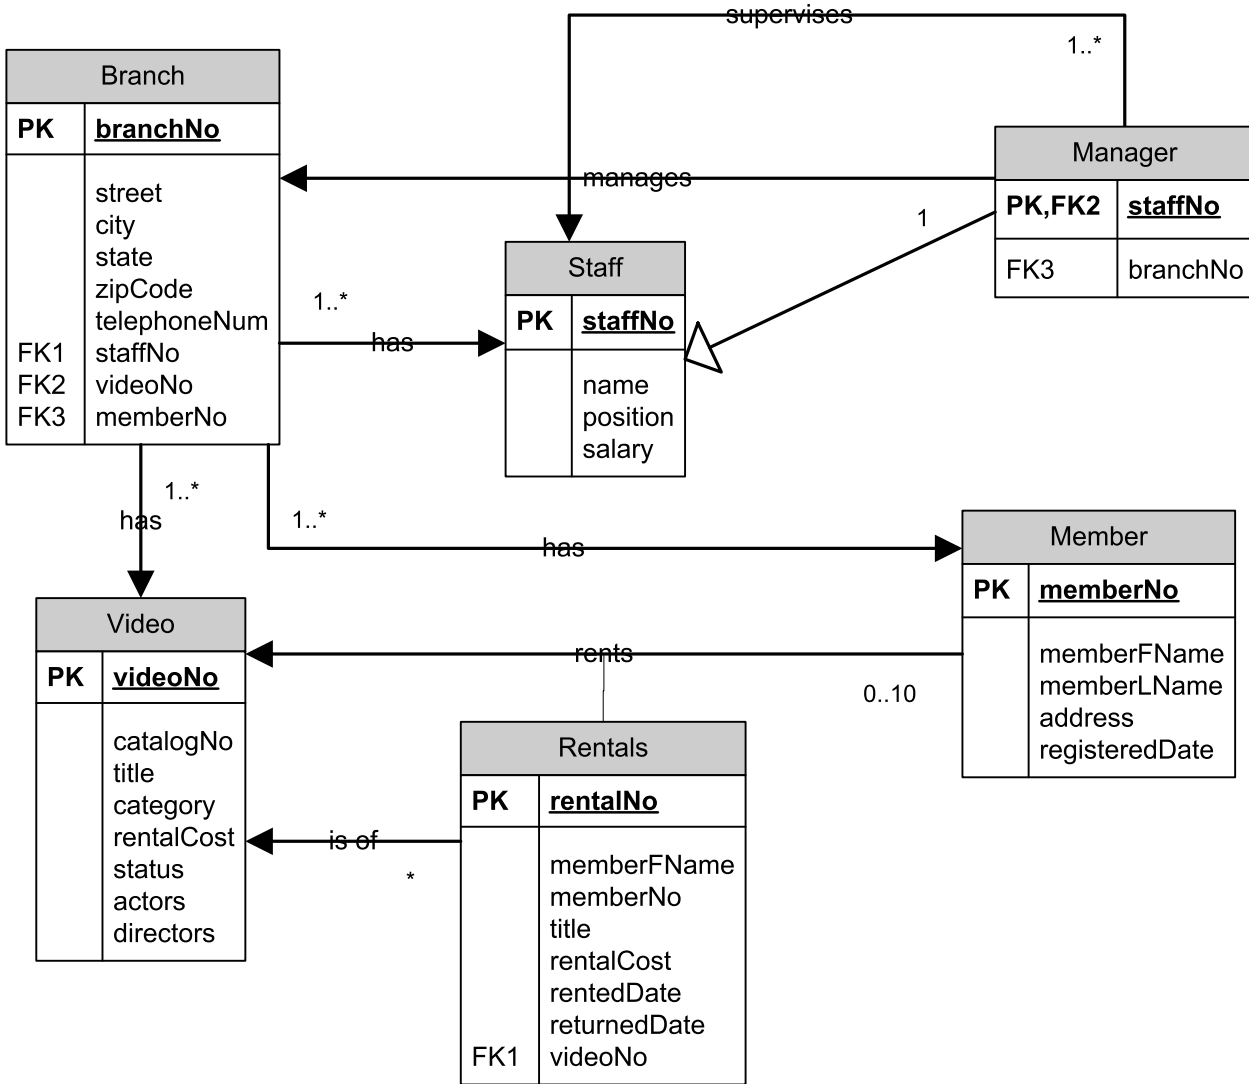 supervises
1..*
Branch
PK branchNo
street
city
state
zipCode
telephoneNum
FK1 staffNo
FK2 videoNo
FK3 memberNo
manages
Manager
PK,FK2 staffNo
FK3 branchNo
1
1..*
has
Staff
PK staffNo
name
position
salary
1..*
has
1..*
has
Member
PK memberNo
memberFName
memberLName
address
registeredDate
Video
PK videoNo
catalogNo
title
category
rentalCost
status
actors
directors
rents
0..10
Rentals
PK rentalNo
memberFName
memberNo
title
rentalCost
rentedDate
returnedDate
FK1 videoNo
is of
*